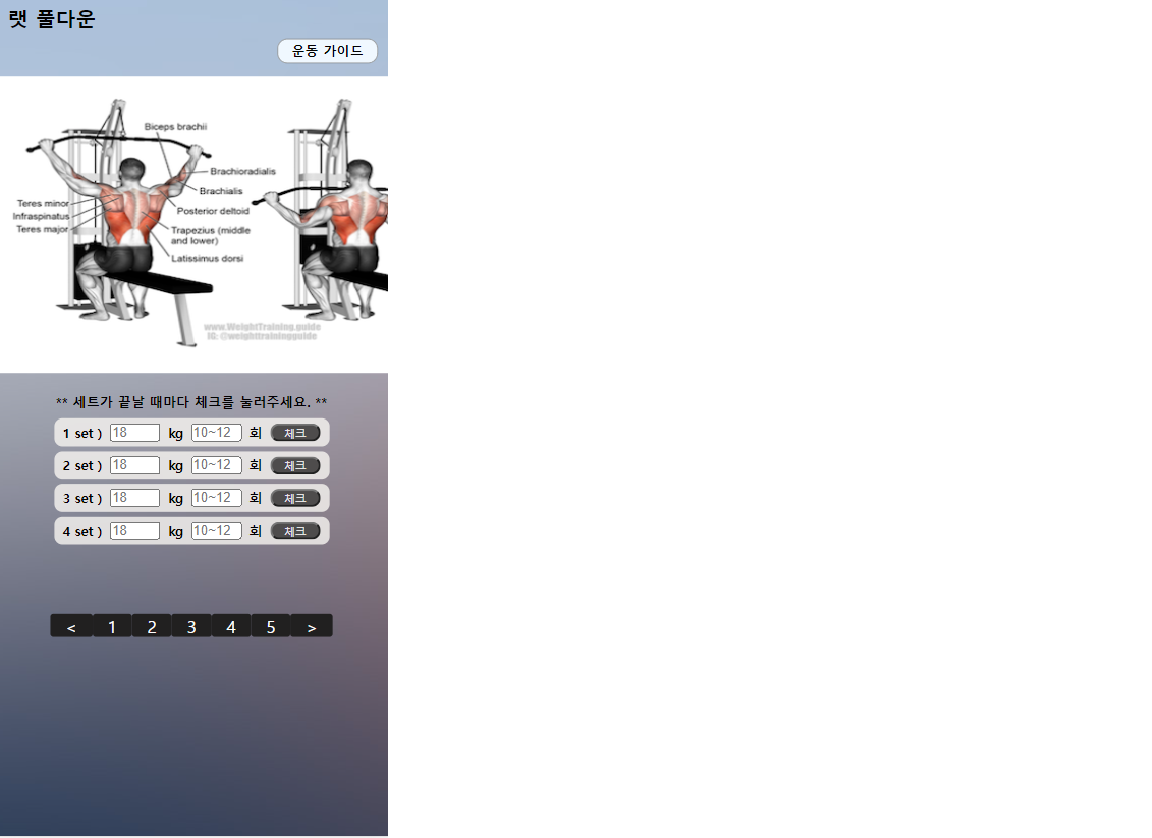 랫 풀다운
운동 가이드
Biceps brachii
Brachioradialis
Brachialis
Posterior deltoid
Trapezius (middle
and lower)
Latissimus dorsi
Teres minor
Infraspinatus
Teres major
www.WeightTraining.guide
IG: @weighttrainingguide
** 세트가 끝날 때마다 체크를 눌러주세요. **
1 set ) 18 kg 10~12 회 체크
2 set ) 18 kg 10~12 회 체크
3 set ) 18 kg 10~12 회 체크
4 set ) 18 kg 10~12 회 체크
< 1 2 3 4 5 >